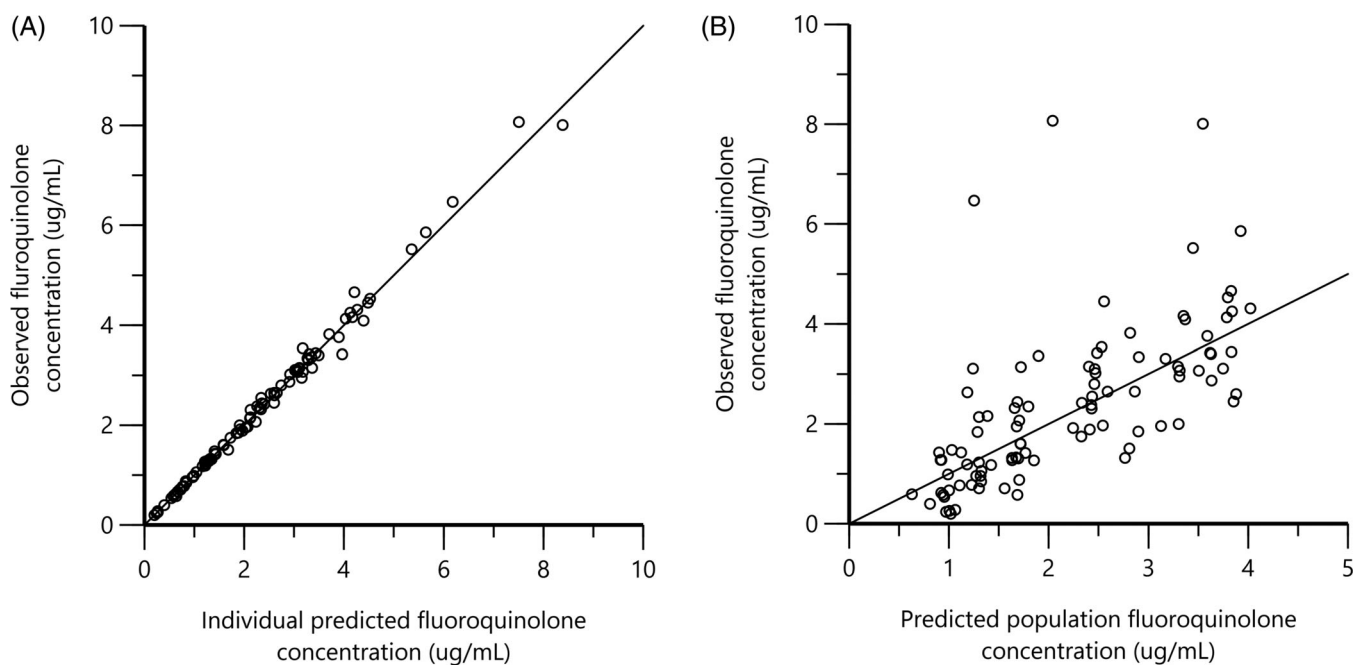 (A)
10
8
6
4
2
0
0 2 4 6 8 10
Observed fluroquinolone
concentration (ug/mL)
Individual predicted fluoroquinolone
concentration (ug/mL)
(B)
10
8
6
4
2
0
0 1 2 3 4 5
Observed fluoroquinolone
concentration (ug/mL)
Predicted population fluoroquinolone
concentration (ug/mL)